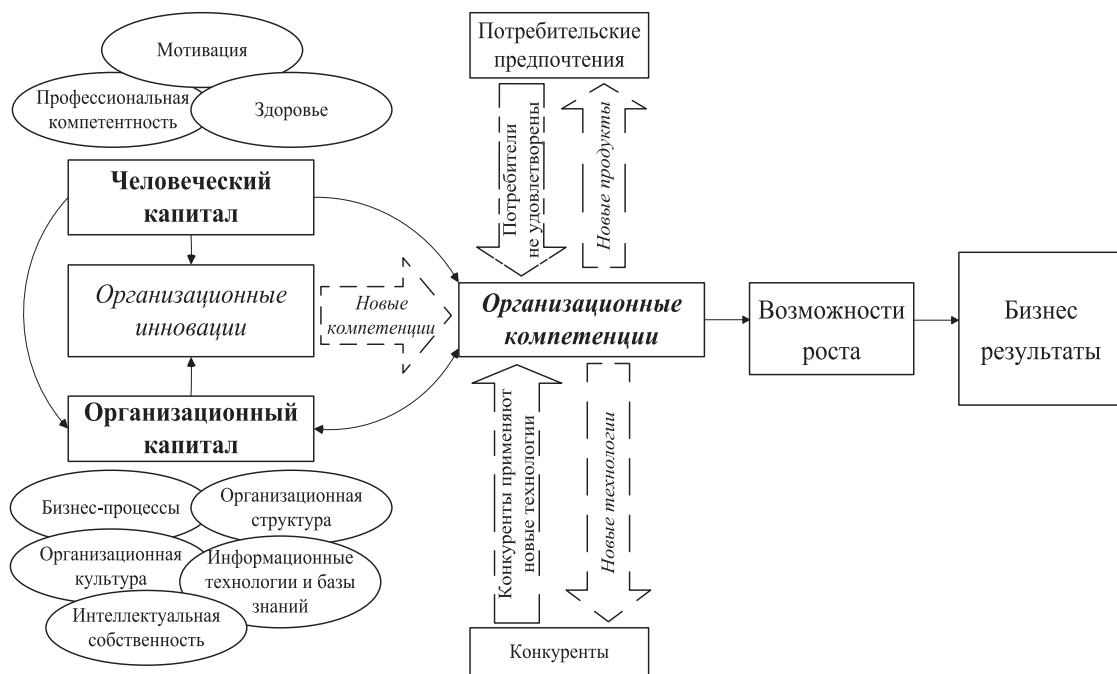 Мотивация
Профессиональная
компетентность
Здоровье
Человеческий
капитал
Организационные
инновации
Организационный
капитал
Бизнес-процессы
Организационная
структура
Организационная
культура
Информационные
технологии и базы
знаний
Интеллектуальная
собственность
Новые
компетенции
Потребительские
предпочтения
Потребители
не удовлетворены
Новые продукты
Организационные
компетенции
Конкуренты применяют
новые технологии
Новые технологии
Конкуренты
Возможности
роста
Бизнес
результаты